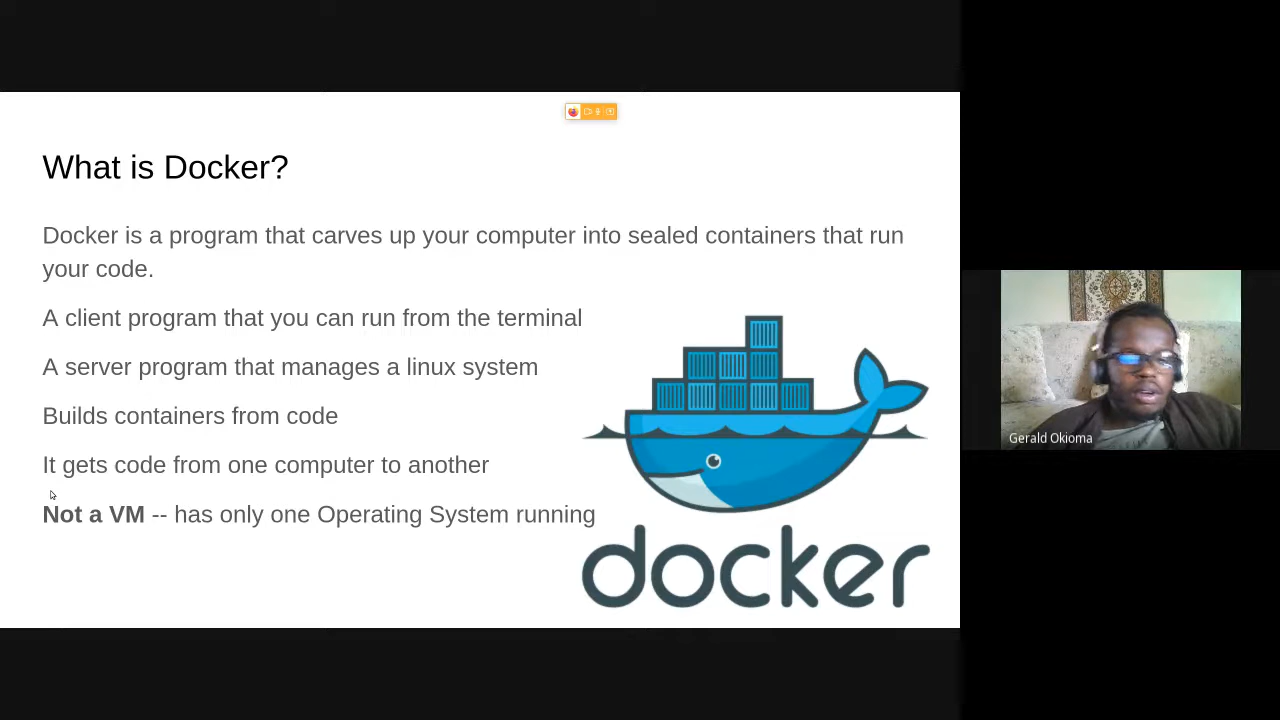 What is Docker?
Docker is a program that carves up your computer into sealed containers that run
your code.
A client program that you can run from the terminal
A server program that manages a linux system
Builds containers from code
It gets code from one computer to another
Not a VM -- has only one Operating System running
docker
Gerald Okioma